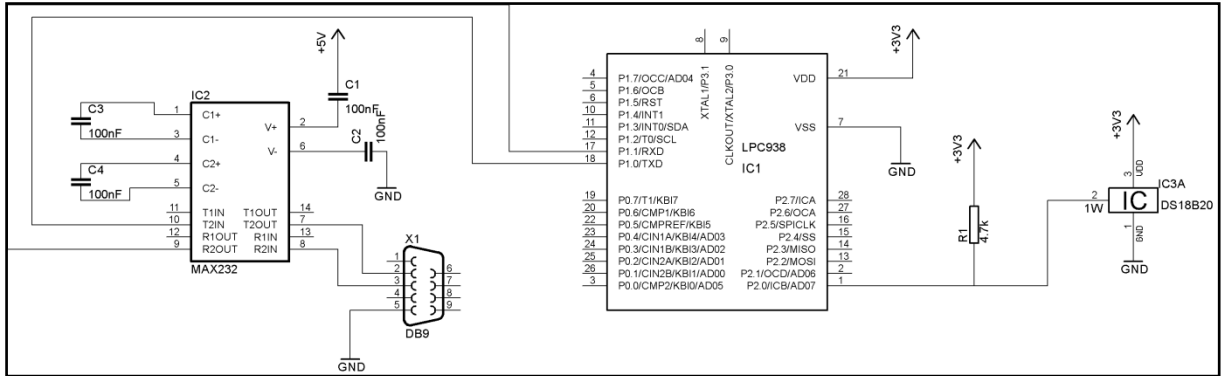 IC2
MAX232
1 C1+
3 C1-
4 C2+
5 C2-
11 T1IN
10 T2IN
12 R1OUT
9 R2OUT
V+ 2
V- 6
T1OUT 14
T2OUT 7
R1IN 13
R2IN 8
C3
100nF
C4
100nF
+5V
C1
100nF
C2
100nF
GND
X1
1
2
3
4
5
6
7
8
9
DB9
GND
8
9
XTAL1/P3.1
CLKOUT/XTAL2/P3.0
4 P1.7/OCC/AD04
5 P1.6/OCB
6 P1.5/RST
10 P1.4/INT1
11 P1.3/INT0/SDA
12 P1.2/T0/SCL
17 P1.1/RXD
18 P1.0/TXD
19 P0.7/T1/KBI7
20 P0.6/CMP1/KBI6
22 P0.5/CMPREF/KBI5
23 P0.4/CIN1A/KBI4/AD03
24 P0.3/CIN1B/KBI3/AD02
25 P0.2/CIN2A/KBI2/AD01
26 P0.1/CIN2B/KBI1/AD00
3 P0.0/CMP2/KBI0/AD05
VDD 21
VSS 7
LPC938
IC1
P2.7/ICA 28
P2.6/OCA 27
P2.5/SPICLK 16
P2.4/SS 15
P2.3/MISO 14
P2.2/MOSI 13
P2.1/OCD/AD06 2
P2.0/ICB/AD07 1
+3V3
GND
+3V3
R1
4.7k
+3V3
3 VDD
IC3A
2
1W
IC
DS18B20
1 GND
GND